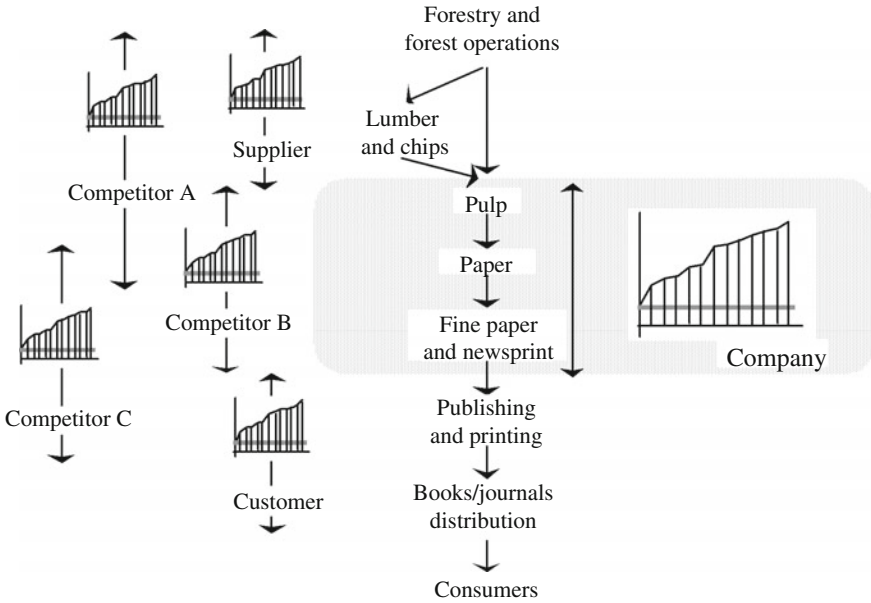 Forestry and
forest operations
Lumber
and chips
Supplier
Competitor A
Pulp
Paper
Competitor B
Fine paper
and newsprint
Company
Competitor C
Publishing
and printing
Customer
Books/journals
distribution
Consumers